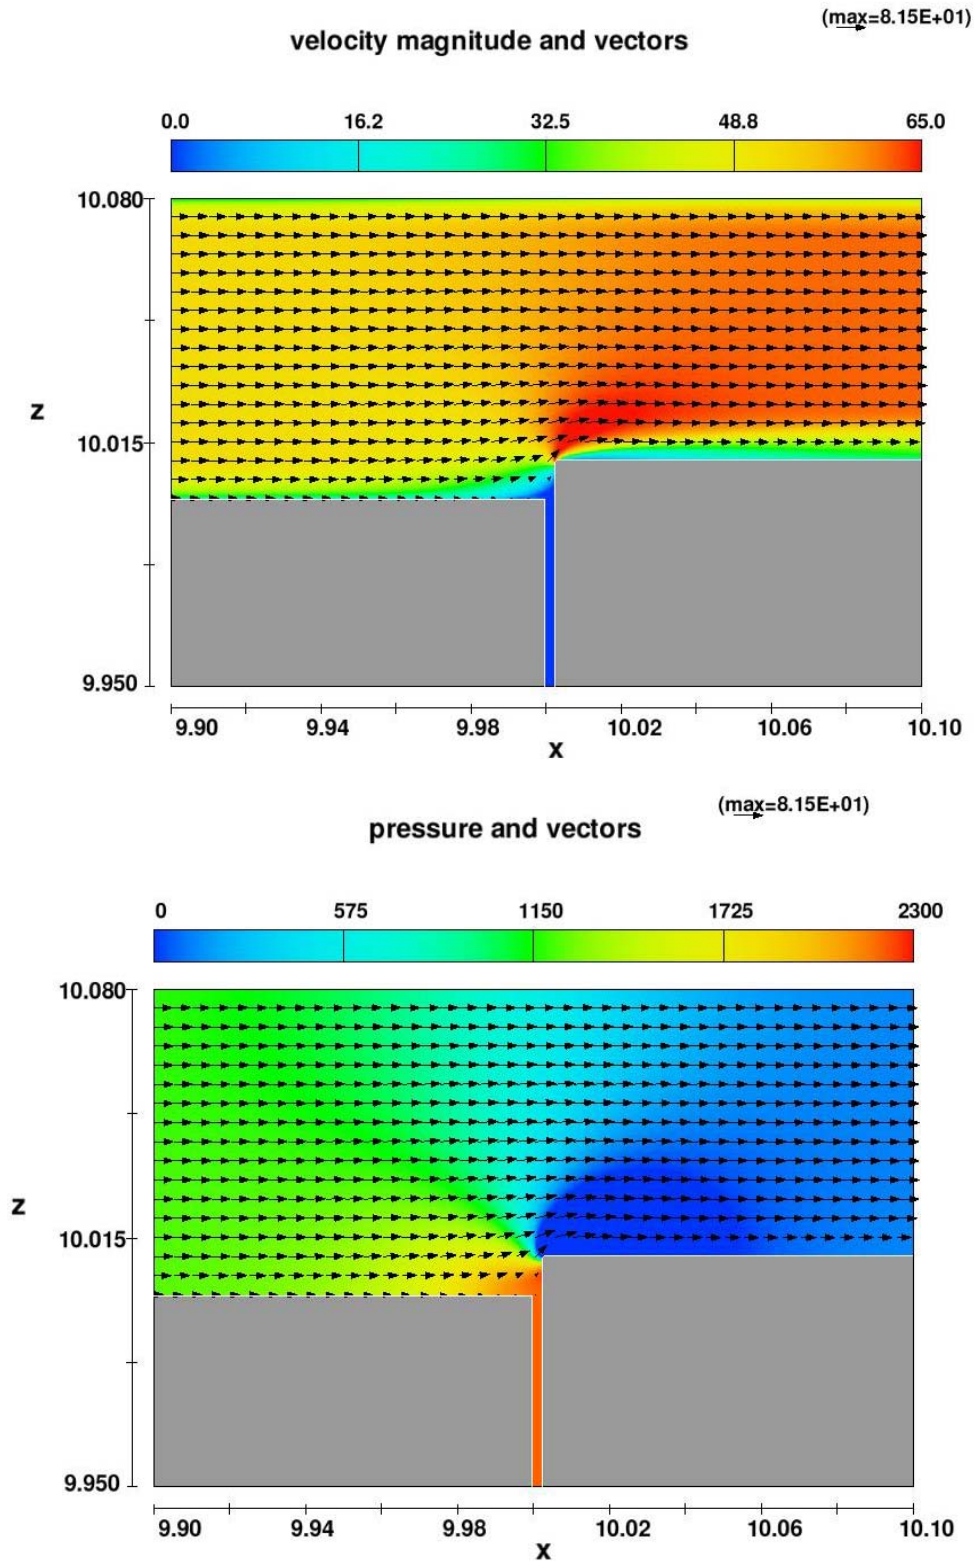 (max=8.15E+01)
velocity magnitude and vectors
0.0 16.2 32.5 48.8 65.0
10.080
z
10.015
9.950
9.90 9.94 9.98 10.02 10.06 10.10
x
(max=8.15E+01)
pressure and vectors
0 575 1150 1725 2300
10.080
z
10.015
9.950
9.90 9.94 9.98 10.02 10.06 10.10
x